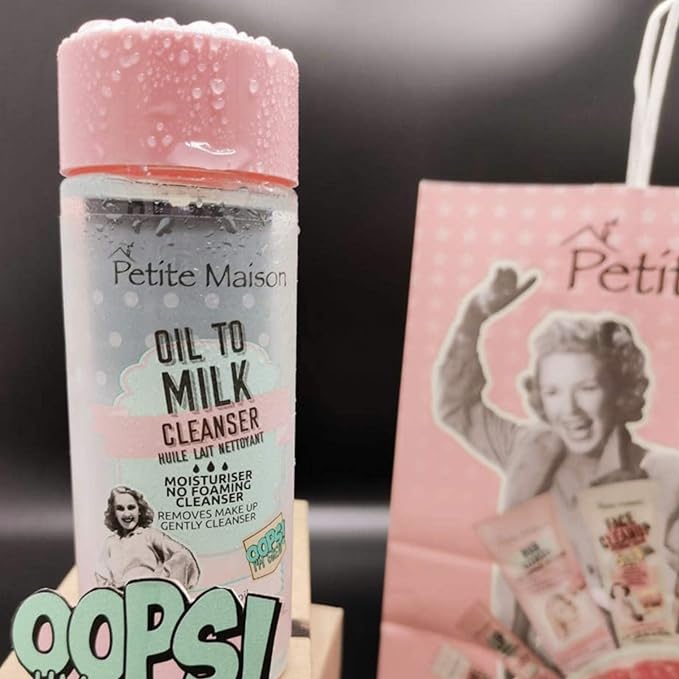 Petite Maison
OIL TO
MILK
CLEANSER
HUILE LAIT NETTOYANT
MOISTURISER
NO FOAMING
CLEANSER
REMOVES MAKE UP
GENTLY CLEANSER
OOPS!
OOPS!
Petit
FACE